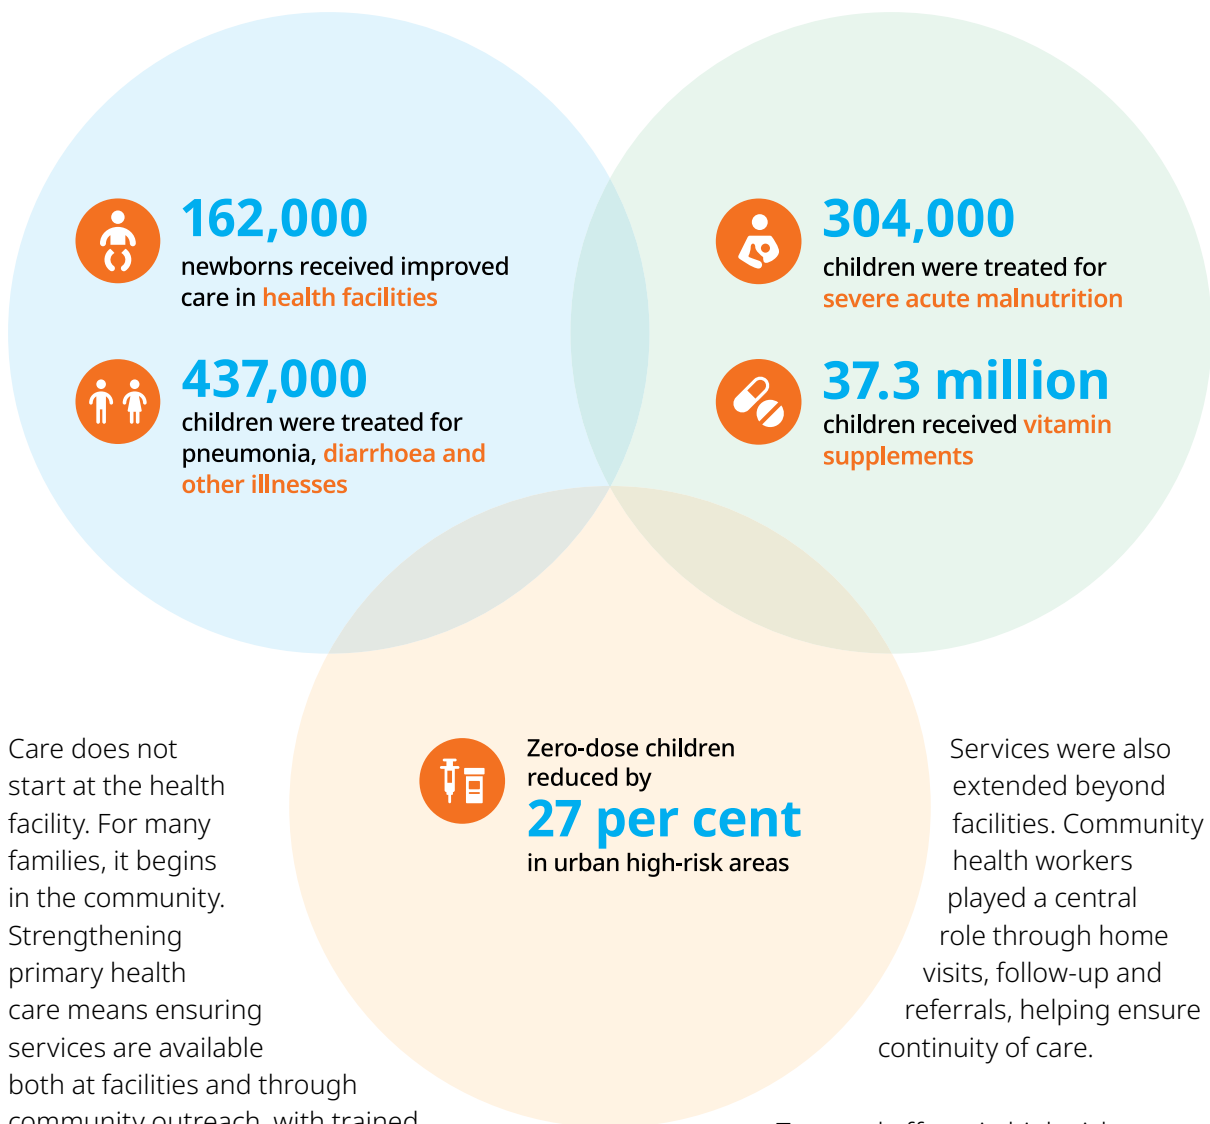 162,000
newborns received improved
care in health facilities
437,000
children were treated for
pneumonia, diarrhoea and
other illnesses
304,000
children were treated for
severe acute malnutrition
37.3 million
children received vitamin
supplements
Zero-dose children
reduced by
27 per cent
in urban high-risk areas
Care does not
start at the health
facility. For many
families, it begins
in the community.
Strengthening
primary health
care means ensuring
services are available
both at facilities and through
community outreach, with trained
Services were also
extended beyond
facilities. Community
health workers
played a central
role through home
visits, follow-up and
referrals, helping ensure
continuity of care.